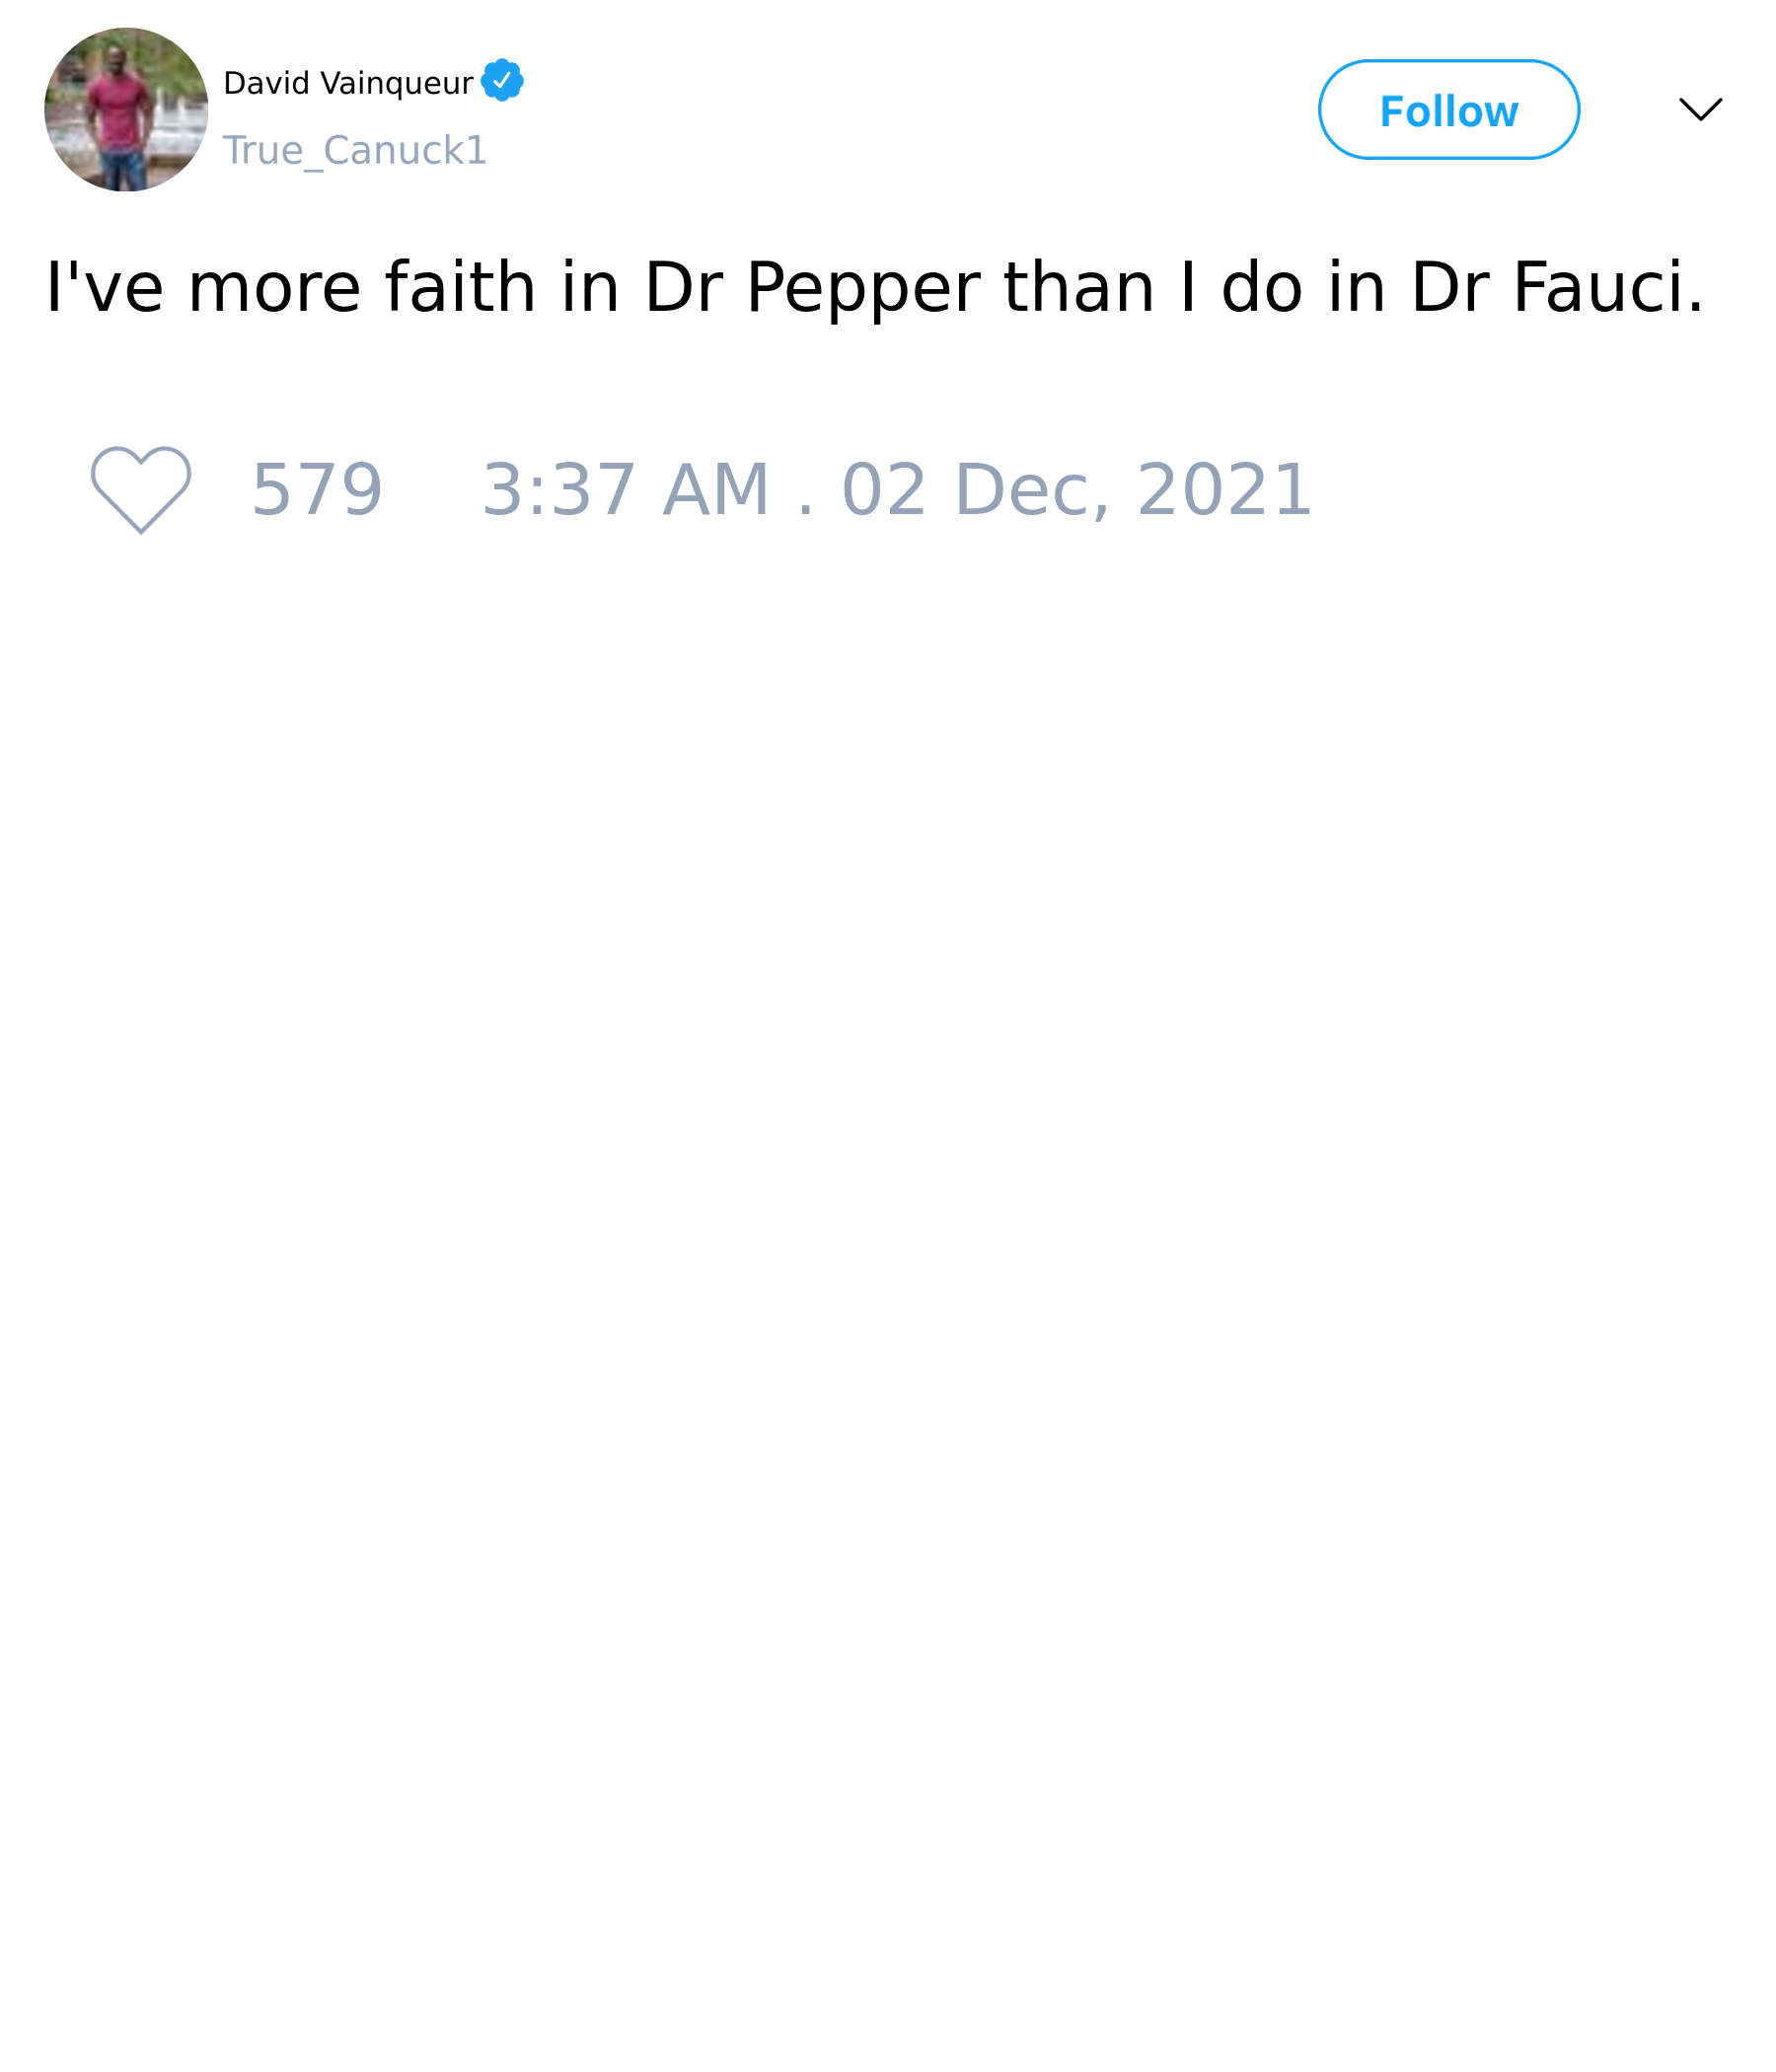 David Vainqueur
Follow
True_Canuck1
I've more faith in Dr Pepper than I do in Dr Fauci.
579 3:37 AM . 02 Dec, 2021